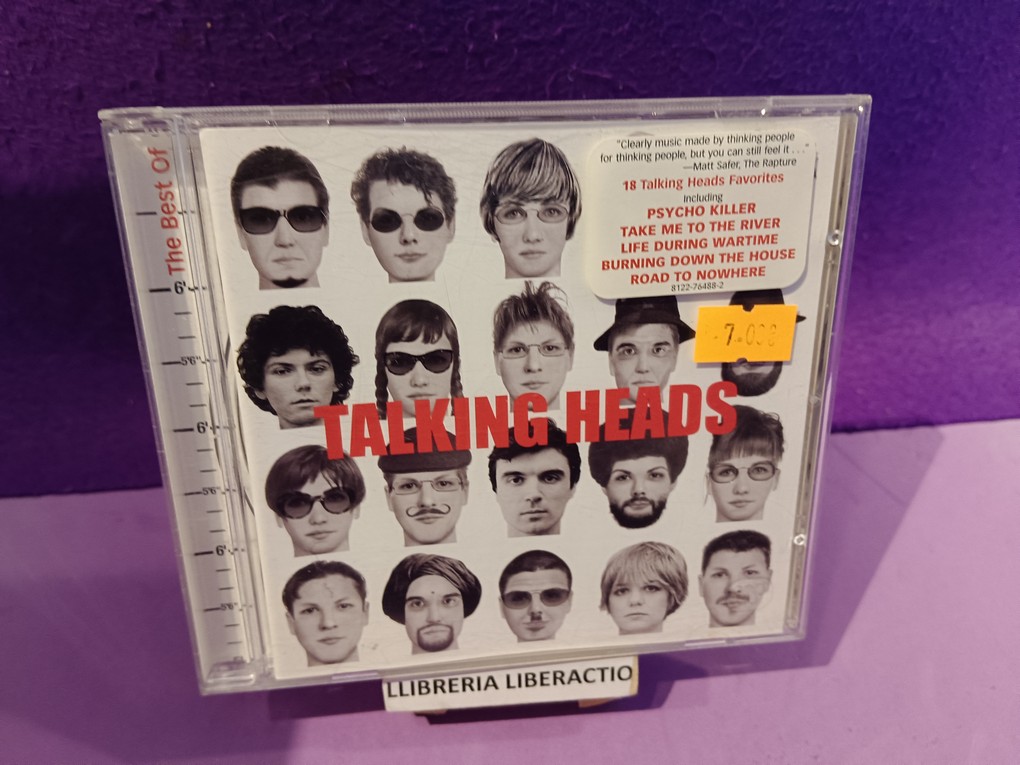 The Best Of
"Clearly music made by thinking people
for thinking people, but you can still feel it . . ."
—Matt Safer, The Rapture
18 Talking Heads Favorites
including
PSYCHO KILLER
TAKE ME TO THE RIVER
LIFE DURING WARTIME
BURNING DOWN THE HOUSE
ROAD TO NOWHERE
8122-76488-2
6'
5'6"
6'
5'6"
6'
5'6"
TALKING HEADS
LLIBRERIA LIBERACTIO